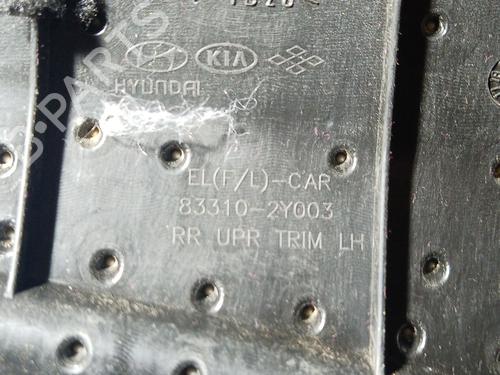 KIA
HYUNDAI
EL(F/L)-CAR
83310-2Y003
RR UPR TRIM LH